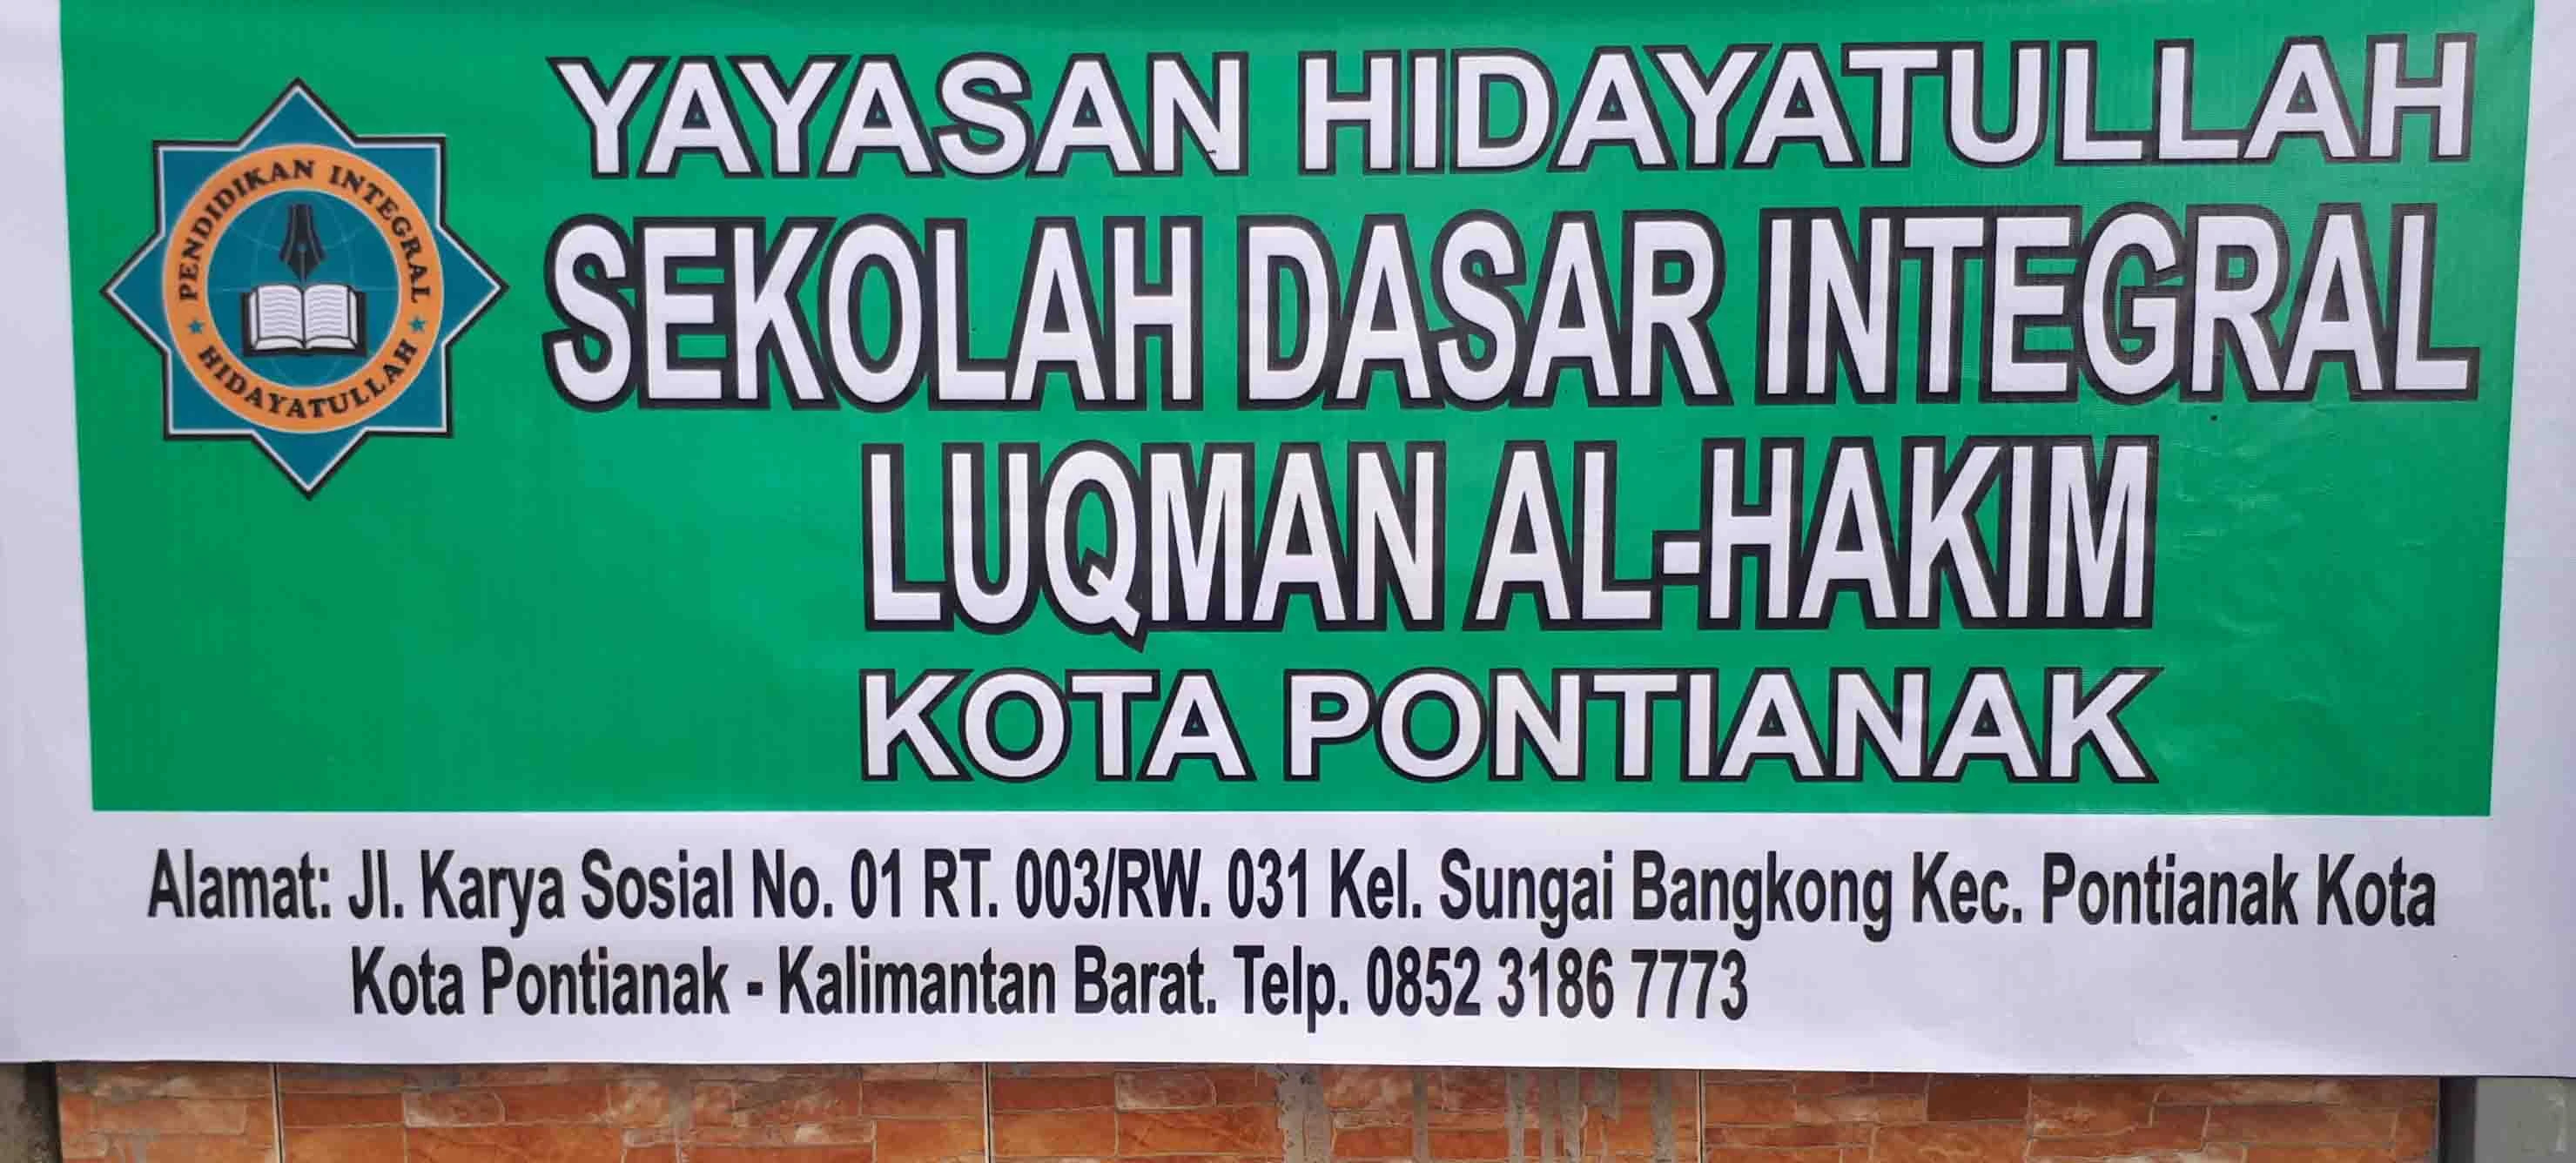 PENDIDIKAN INTEGRAL
HIDAYATULLAH
YAYASAN HIDAYATULLAH
SEKOLAH DASAR INTEGRAL
LUQMAN AL-HAKIM
KOTA PONTIANAK
Alamat: Jl. Karya Sosial No. 01 RT. 003/RW. 031 Kel. Sungai Bangkong Kec. Pontianak Kota
Kota Pontianak - Kalimantan Barat. Telp. 0852 3186 7773